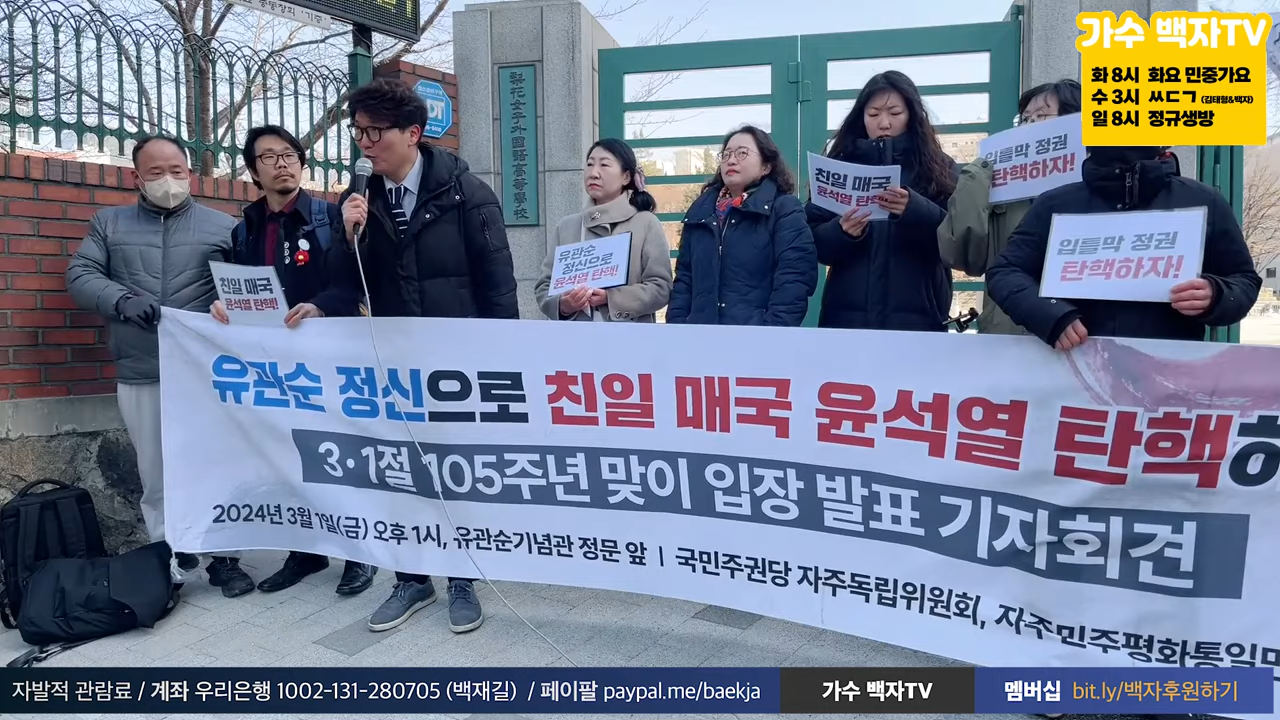 가수 백자TV
화 8시 화요 민중가요
수 3시 ㅆㄷㄱ (김태형&백자)
일 8시 정규생방
梨花女子外國語高等學校
친일 매국
윤석열 탄핵!
유관순
정신으로
윤석열 탄핵!
친일 매국
윤석열 탄핵
입틀막 정권
탄핵하자!
입틀막 정권
탄핵하자!
유관순 정신으로 친일 매국 윤석열 탄핵하
3·1절 105주년 맞이 입장 발표 기자회견
2024년 3월 1일(금) 오후 1시, 유관순기념관 정문 앞 | 국민주권당 자주독립위원회, 자주민주평화통일민
자발적 관람료 / 계좌 우리은행 1002-131-280705 (백재길) / 페이팔 paypal.me/baekja
가수 백자TV
멤버십 bit.ly/백자후원하기